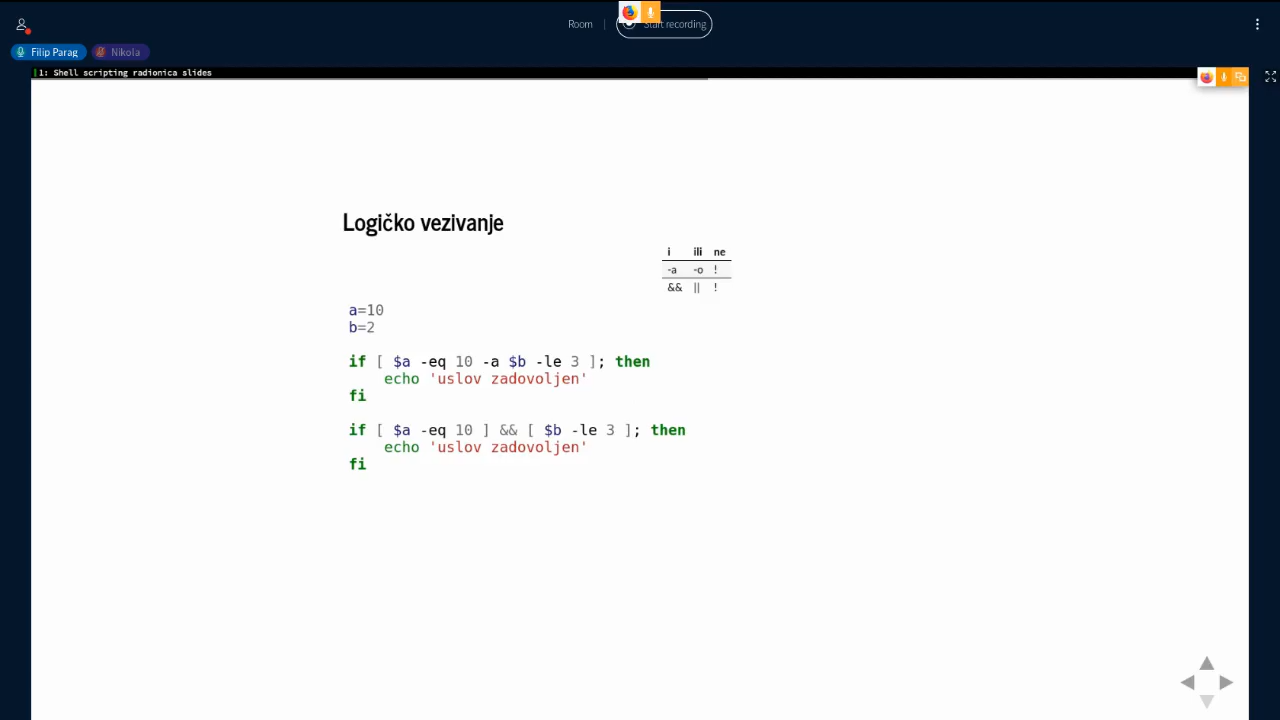 Room
Start recording
Filip Parag
Nikola
1: Shell scripting radionica slides
Logičko vezivanje
i ili ne
-a -o !
&& || !
a=10
b=2
if [ $a -eq 10 -a $b -le 3 ]; then
echo 'uslov zadovoljen'
fi
if [ $a -eq 10 ] && [ $b -le 3 ]; then
echo 'uslov zadovoljen'
fi